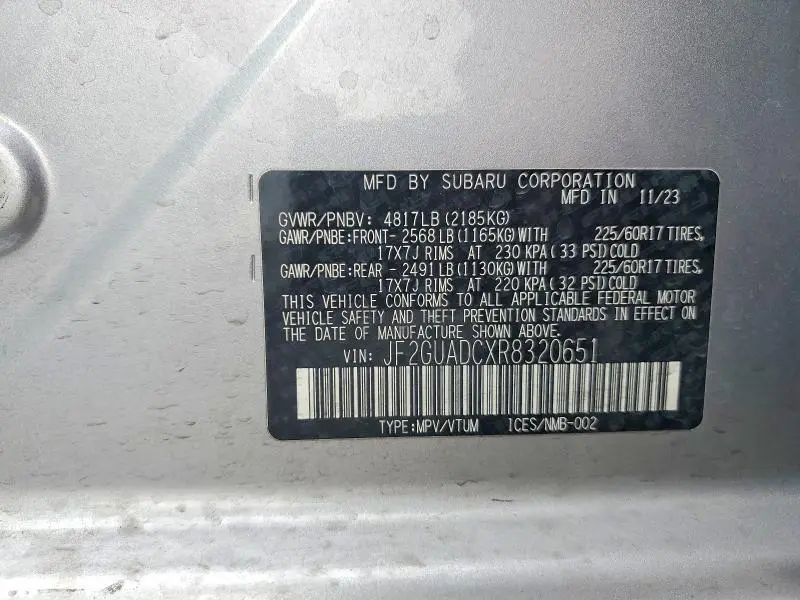 MFD BY SUBARU CORPORATION
MFD IN 11/23
GVWR/PNBV: 4817LB (2185KG)
GAWR/PNBE:FRONT- 2568LB (1165KG) WITH 225/60R17 TIRES,
17X7J RIMS AT 230 KPA( 33 PSI) COLD
GAWR/PNBE:REAR - 2491LB (1130KG) WITH 225/60R17 TIRES,
17X7J RIMS AT 220 KPA( 32 PSI) COLD
THIS VEHICLE CONFORMS TO ALL APPLICABLE FEDERAL MOTOR
VEHICLE SAFETY AND THEFT PREVENTION STANDARDS IN EFFECT ON
THE DATE OF MANUFACTURE SHOWN ABOVE.
VIN: JF2GUADCXR8320651
TYPE:MPV/VTUM ICES/NMB-002